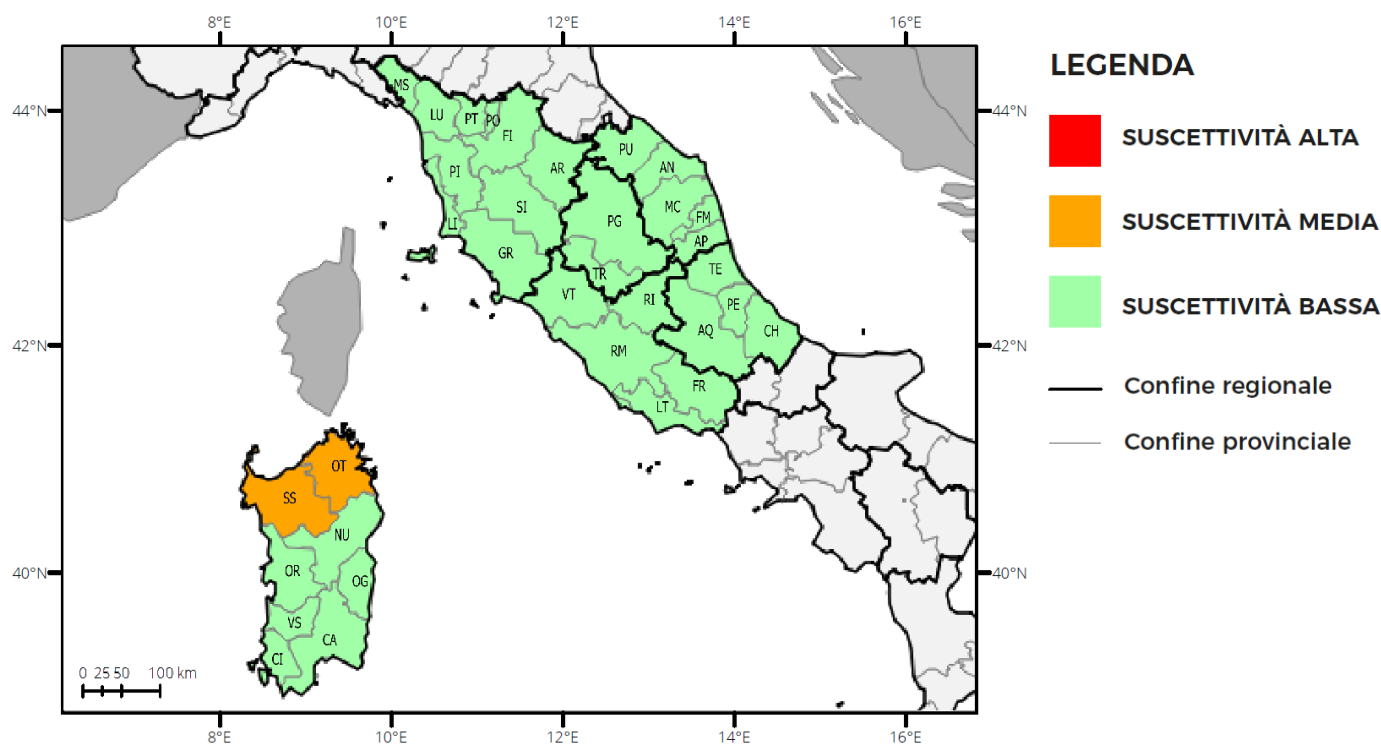 8°E 10°E 12°E 14°E 16°E
44°N 44°N
42°N 42°N
40°N 40°N
MS
LU PT PO
FI
PI AR
SI
LI
GR
PU
AN
MC
FM
AP
PG
TR
TE
VT RI
PE
AQ CH
RM
FR
LT
OT
SS
NU
OR
OG
VS
CA
CI
0 25 50 100 km
8°E 10°E 12°E 14°E 16°E
LEGENDA
SUSCETTIVITÀ ALTA
SUSCETTIVITÀ MEDIA
SUSCETTIVITÀ BASSA
Confine regionale
Confine provinciale